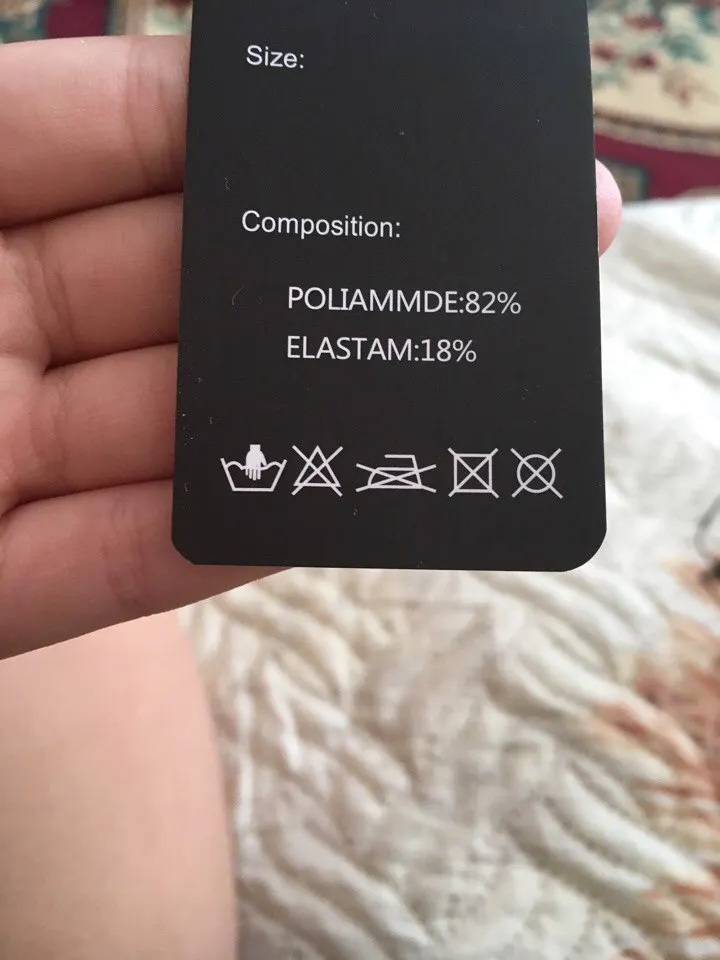 Size:
Composition:
POLIAMMDE:82%
ELASTAM:18%